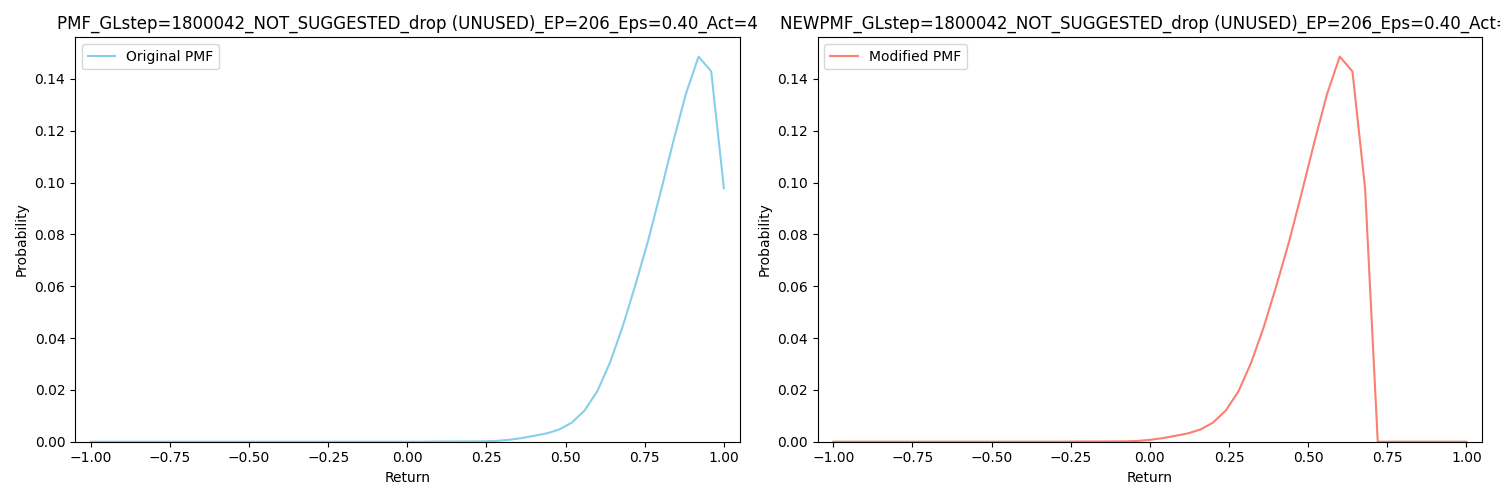 PMF_GLstep=1800042_NOT_SUGGESTED_drop (UNUSED)_EP=206_Eps=0.40_Act=4
Original PMF
Probability
0.14
0.12
0.10
0.08
0.06
0.04
0.02
0.00
−1.00 −0.75 −0.50 −0.25 0.00 0.25 0.50 0.75 1.00
Return
NEWPMF_GLstep=1800042_NOT_SUGGESTED_drop (UNUSED)_EP=206_Eps=0.40_Act=
Modified PMF
Probability
0.14
0.12
0.10
0.08
0.06
0.04
0.02
0.00
−1.00 −0.75 −0.50 −0.25 0.00 0.25 0.50 0.75 1.00
Return